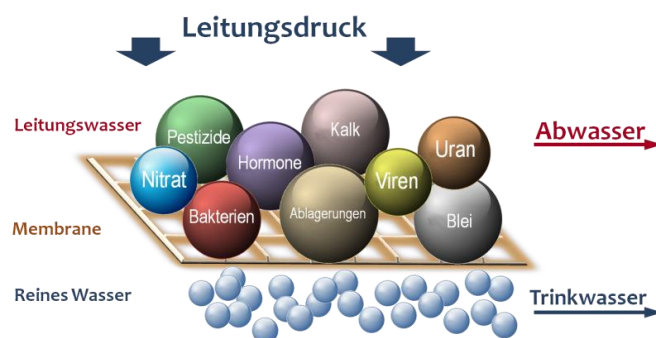 Leitungsdruck
Leitungswasser
Pestizide
Kalk
Hormone
Uran
Abwasser
Nitrat
Viren
Bakterien
Ablagerungen
Blei
Membrane
Reines Wasser
Trinkwasser